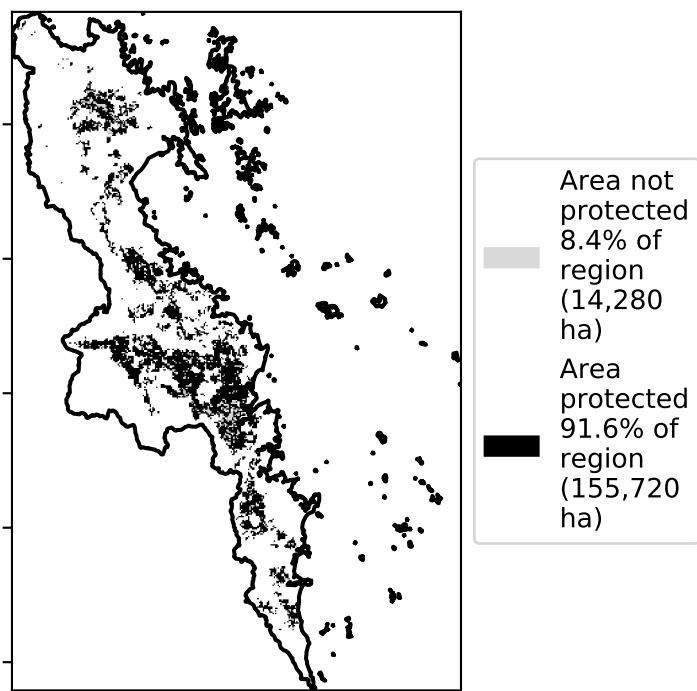 Area not
protected
8.4% of
region
(14,280
ha)
Area
protected
91.6% of
region
(155,720
ha)